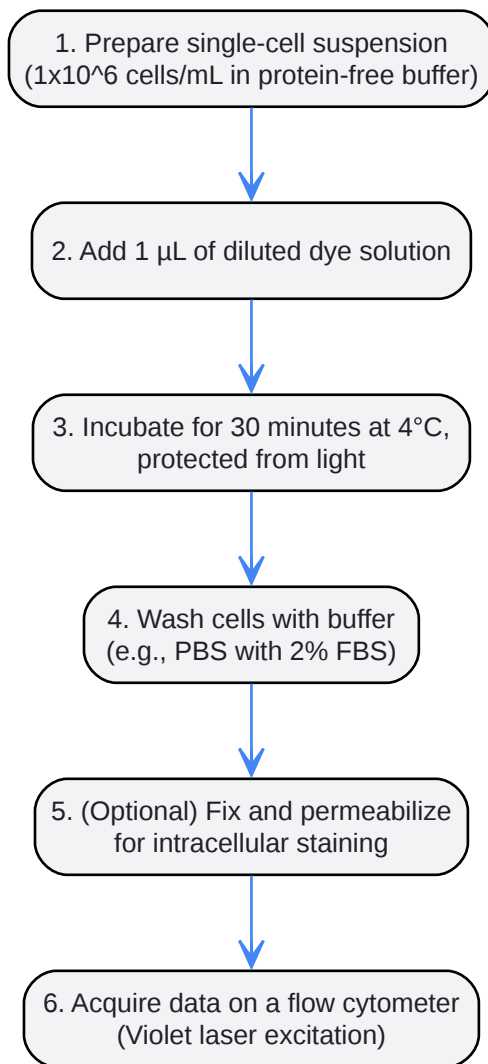 1. Prepare single-cell suspension
(1x10^6 cells/mL in protein-free buffer)
2. Add 1 µL of diluted dye solution
3. Incubate for 30 minutes at 4°C,
protected from light
4. Wash cells with buffer
(e.g., PBS with 2% FBS)
5. (Optional) Fix and permeabilize
for intracellular staining
6. Acquire data on a flow cytometer
(Violet laser excitation)